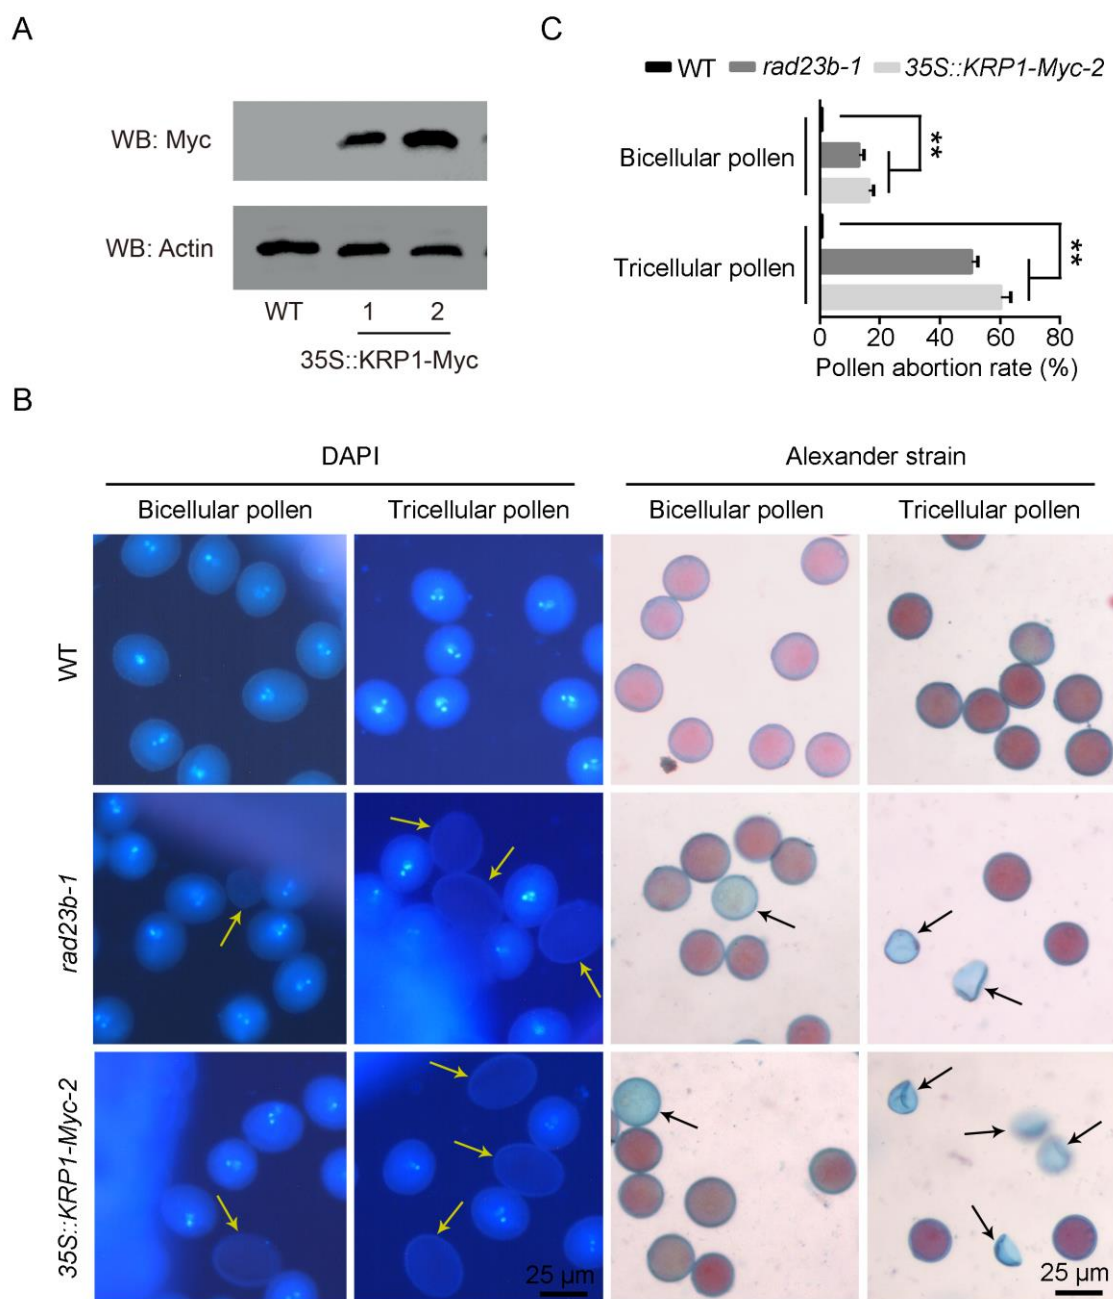 A
WB: Myc
WB: Actin
WT 1 2
35S::KRP1-Myc
C
WT rad23b-1 35S::KRP1-Myc-2
Bicellular pollen
**
Tricellular pollen
**
0 20 40 60 80
Pollen abortion rate (%)
B
DAPI Alexander strain
Bicellular pollen Tricellular pollen Bicellular pollen Tricellular pollen
WT
rad23b-1
35S::KRP1-Myc-2
25 μm
25 μm